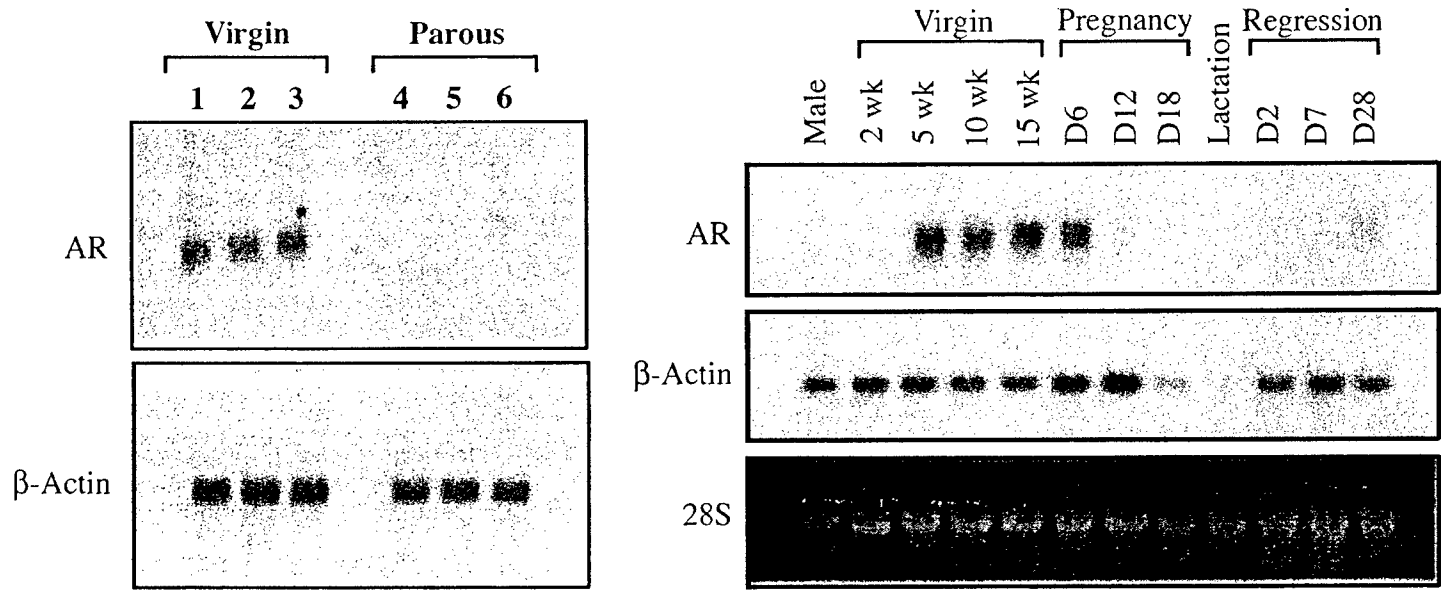 Virgin Parous
1 2 3 4 5 6
AR
β-Actin
Virgin Pregnancy Lactation Regression
Male 2 wk 5 wk 10 wk 15 wk D6 D12 D18 D2 D7 D28
AR
β-Actin
28S